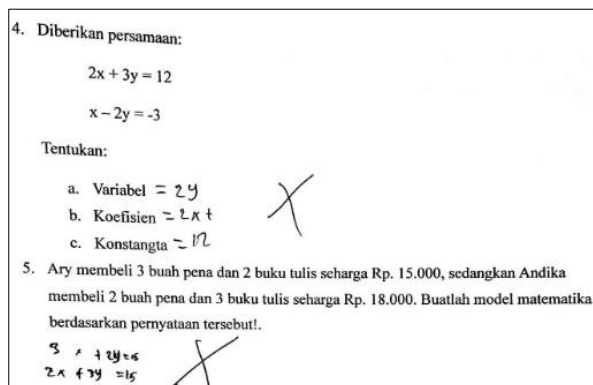 4. Diberikan persamaan:
2x + 3y = 12
x – 2y = -3
Tentukan:
a. Variabel = 2y
b. Koefisien = 2x +
c. Konstangta = 12
5. Ary membeli 3 buah pena dan 2 buku tulis seharga Rp. 15.000, sedangkan Andika
membeli 2 buah pena dan 3 buku tulis seharga Rp. 18.000. Buatlah model matematika
berdasarkan pernyataan tersebut!.
2x + 3y = 15